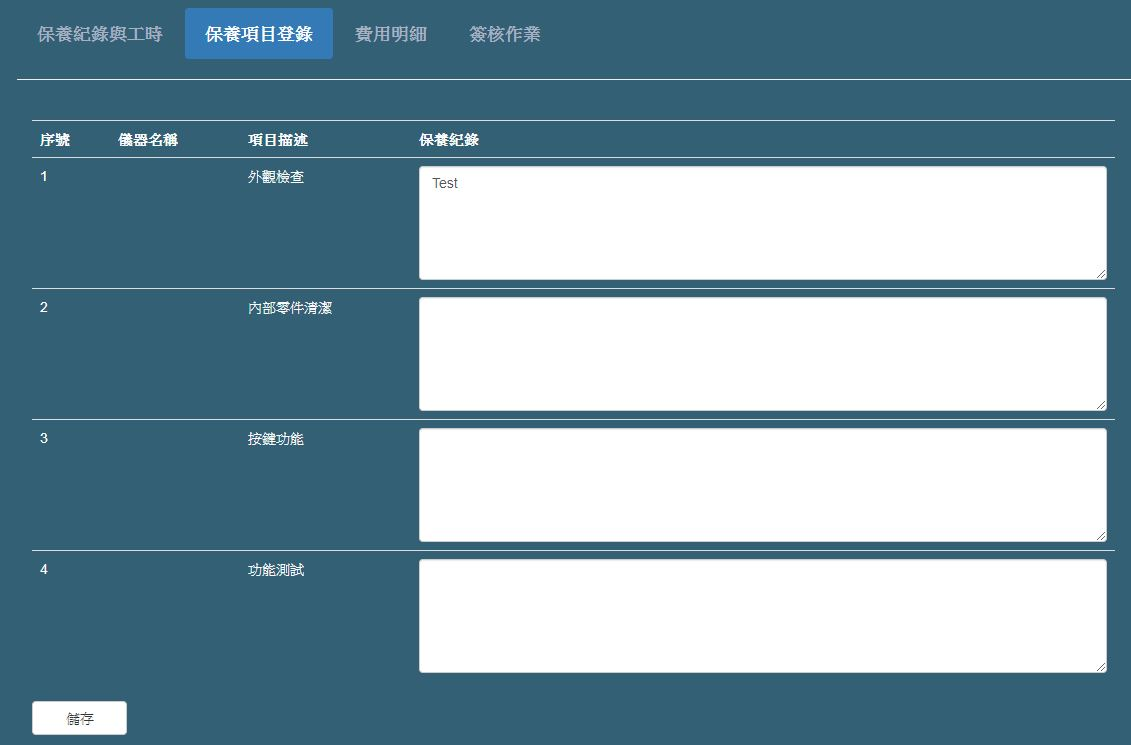 保養紀錄與工時 保養項目登錄 費用明細 簽核作業
序號 儀器名稱 項目描述 保養紀錄
1 外觀檢查 Test
2 內部零件清潔
3 按鍵功能
4 功能測試
儲存